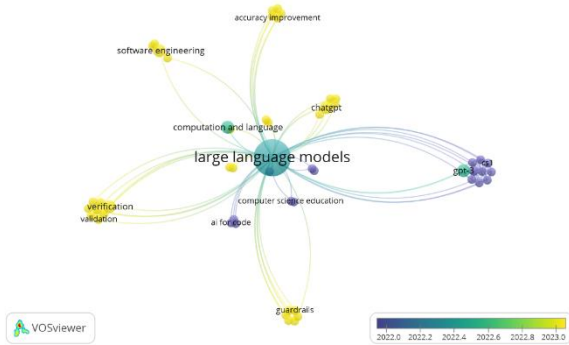 accuracy improvement
software engineering
chatgpt
computation and language
large language models
cs1
gpt-3
computer science education
verification
validation
ai for code
guardrails
VOSviewer
2022.0 2022.2 2022.4 2022.6 2022.8 2023.0